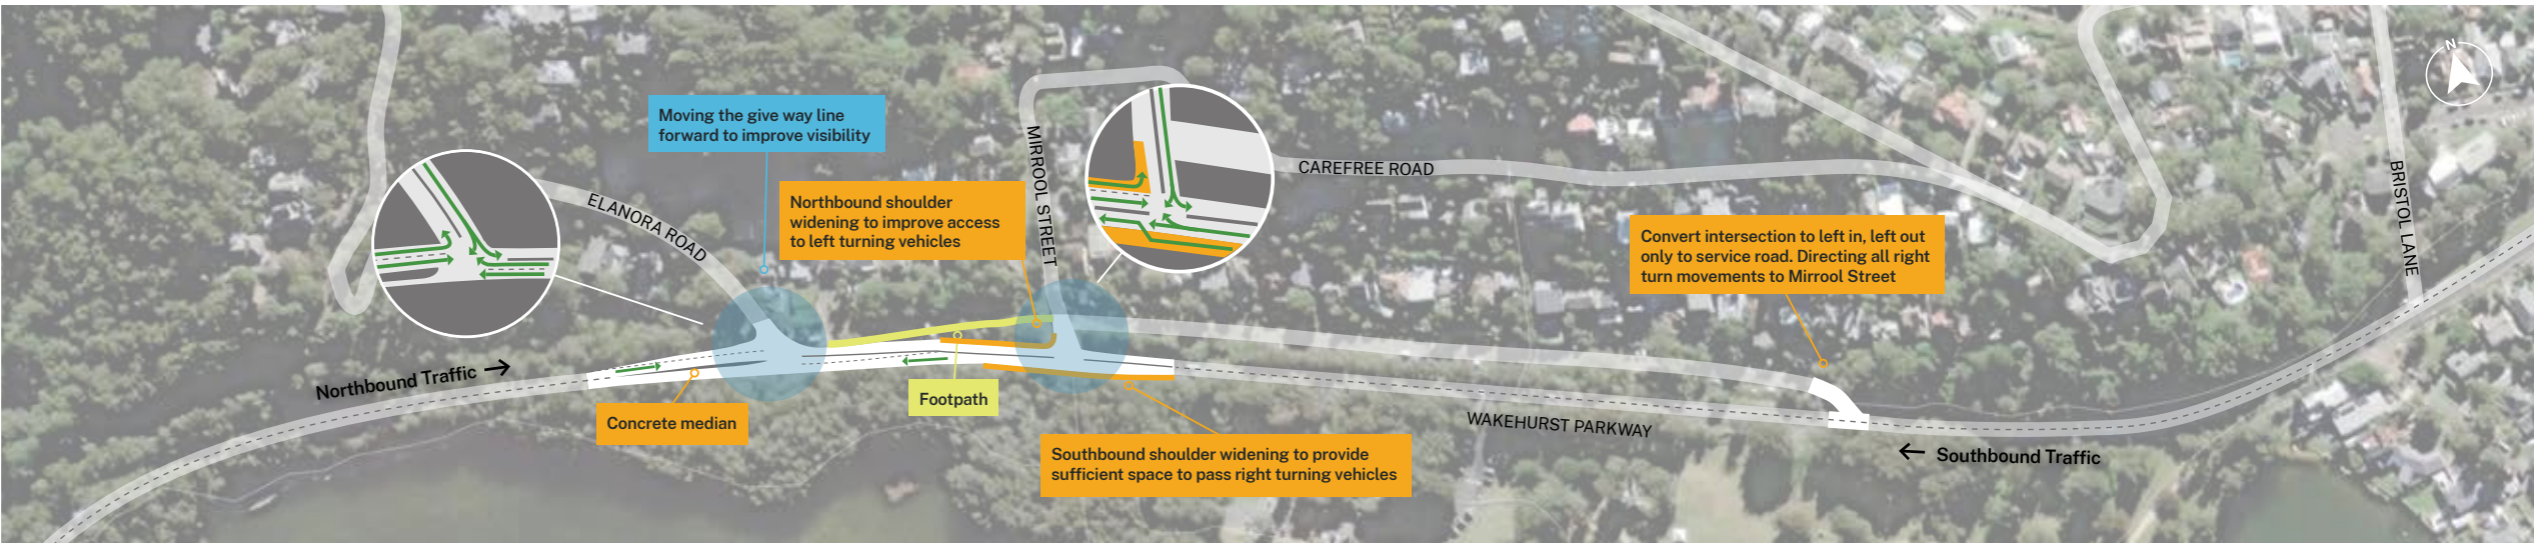 N
Moving the give way line
forward to improve visibility
Northbound shoulder
widening to improve access
to left turning vehicles
ELANORA ROAD
MIRROOL STREET
CAREFREE ROAD
BRISTOL LANE
Convert intersection to left in, left out
only to service road. Directing all right
turn movements to Mirrool Street
Northbound Traffic →
Concrete median
Footpath
WAKEHURST PARKWAY
Southbound shoulder widening to provide
sufficient space to pass right turning vehicles
← Southbound Traffic